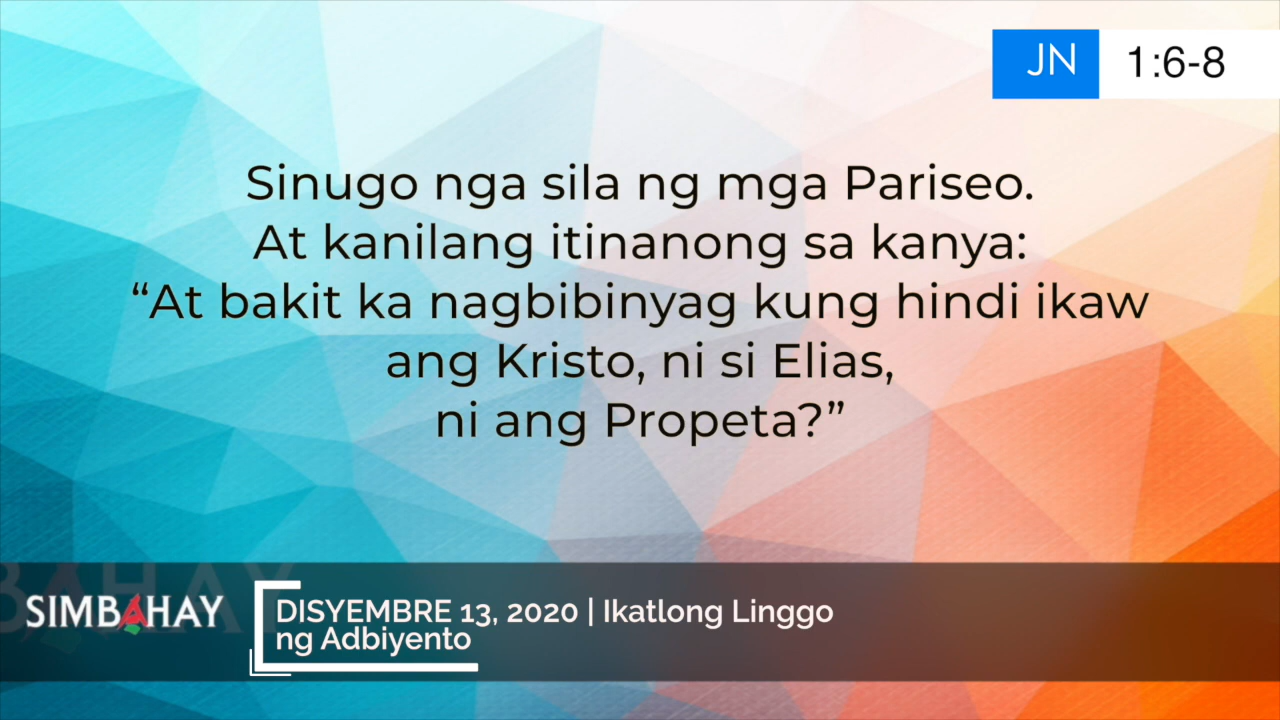 JN 1:6-8
Sinugo nga sila ng mga Pariseo.
At kanilang itinanong sa kanya:
“At bakit ka nagbibinyag kung hindi ikaw
ang Kristo, ni si Elias,
ni ang Propeta?”
SIMBAHAY
DISYEMBRE 13, 2020 | Ikatlong Linggo
ng Adbiyento